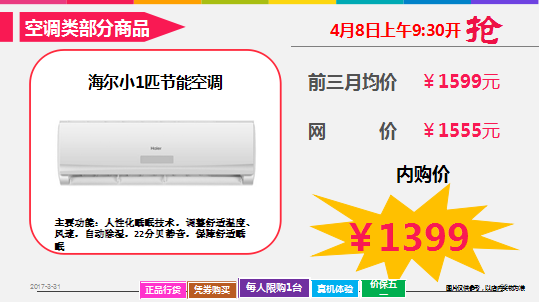 空调类部分商品
4月8日上午9:30开 抢
海尔小1匹节能空调
Haier
主要功能：人性化睡眠技术，调整舒适温度、
风速。自动除湿。22分贝静音，保障舒适睡
眠
前三月均价 ￥1599元
网 价 ￥1555元
内购价
￥1399
2017-3-31
正品行货
凭券购买
每人限购1台
真机体验
价保五
一